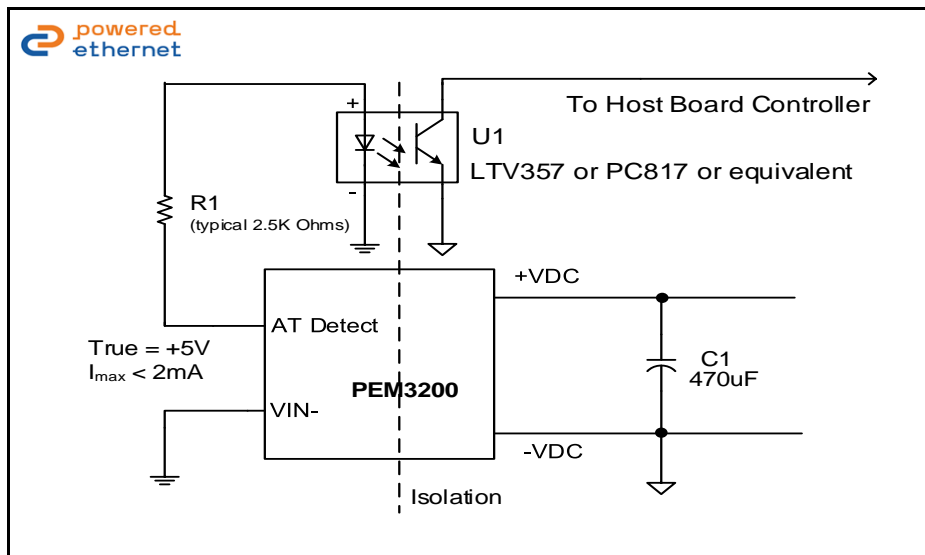 powered
ethernet
To Host Board Controller
+
U1
LTV357 or PC817 or equivalent
-
R1
(typical 2.5K Ohms)
+VDC
AT Detect
True = +5V
Imax < 2mA
C1
470uF
PEM3200
VIN-
-VDC
Isolation